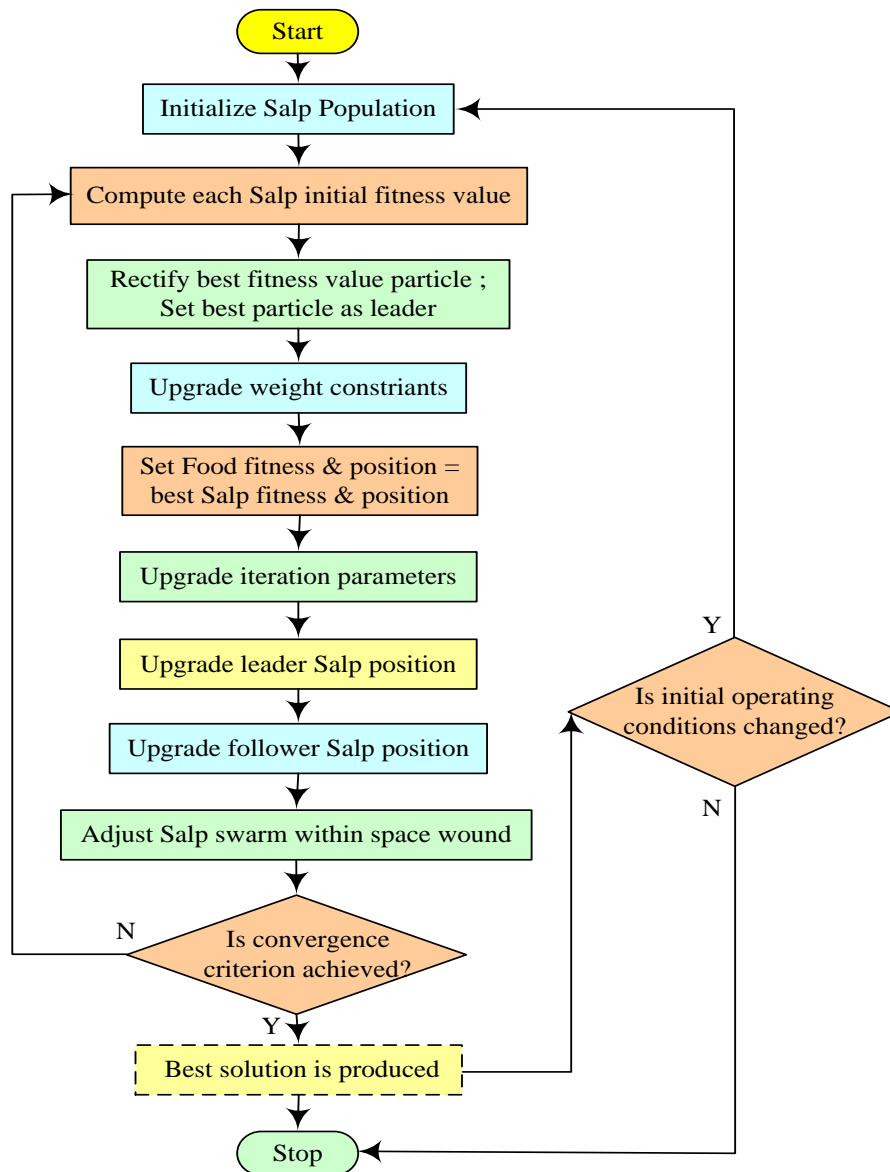 Start
Initialize Salp Population
Compute each Salp initial fitness value
Rectify best fitness value particle ;
Set best particle as leader
Upgrade weight constriants
Set Food fitness & position =
best Salp fitness & position
Upgrade iteration parameters
Upgrade leader Salp position
Upgrade follower Salp position
Adjust Salp swarm within space wound
N
Is convergence
criterion achieved?
Y
Best solution is produced
Stop
Y
Is initial operating
conditions changed?
N